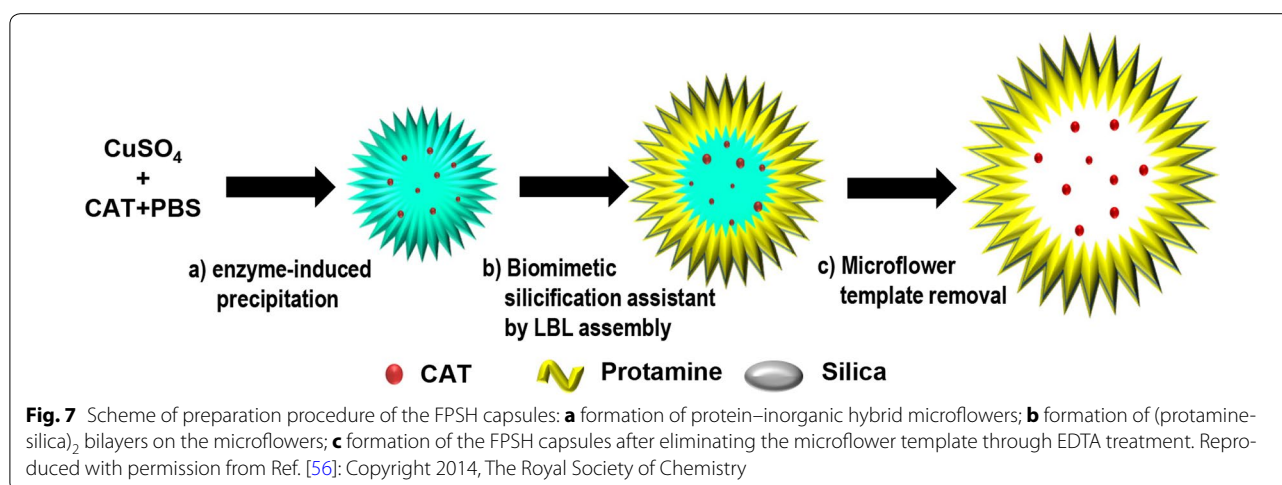 CuSO₄
+
CAT+PBS
a) enzyme-induced
precipitation
b) Biomimetic
silicification assistant
by LBL assembly
c) Microflower
template removal
CAT
Protamine
Silica
Fig. 7 Scheme of preparation procedure of the FPSH capsules: a formation of protein–inorganic hybrid microflowers; b formation of (protamine-
silica)₂ bilayers on the microflowers; c formation of the FPSH capsules after eliminating the microflower template through EDTA treatment. Repro-
duced with permission from Ref. [56]: Copyright 2014, The Royal Society of Chemistry